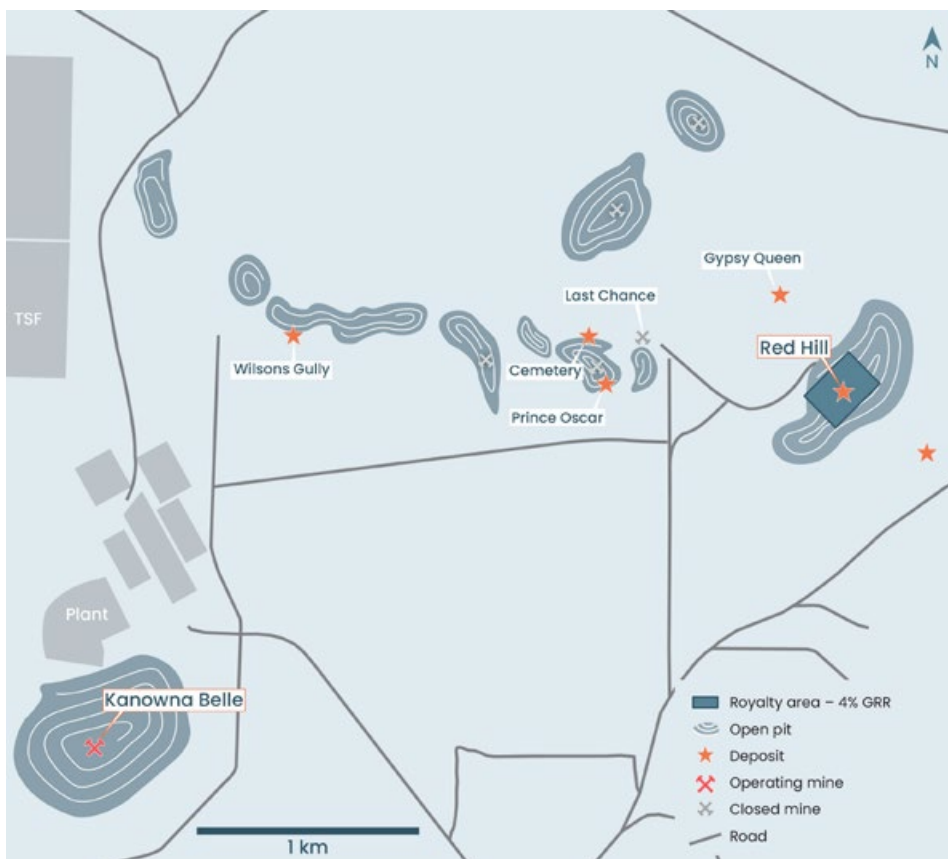 N
Gypsy Queen
Last Chance
TSF
Red Hill
Wilsons Gully
Cemetery
Prince Oscar
Plant
Kanowna Belle
Royalty area – 4% GRR
Open pit
Deposit
Operating mine
Closed mine
Road
1 km